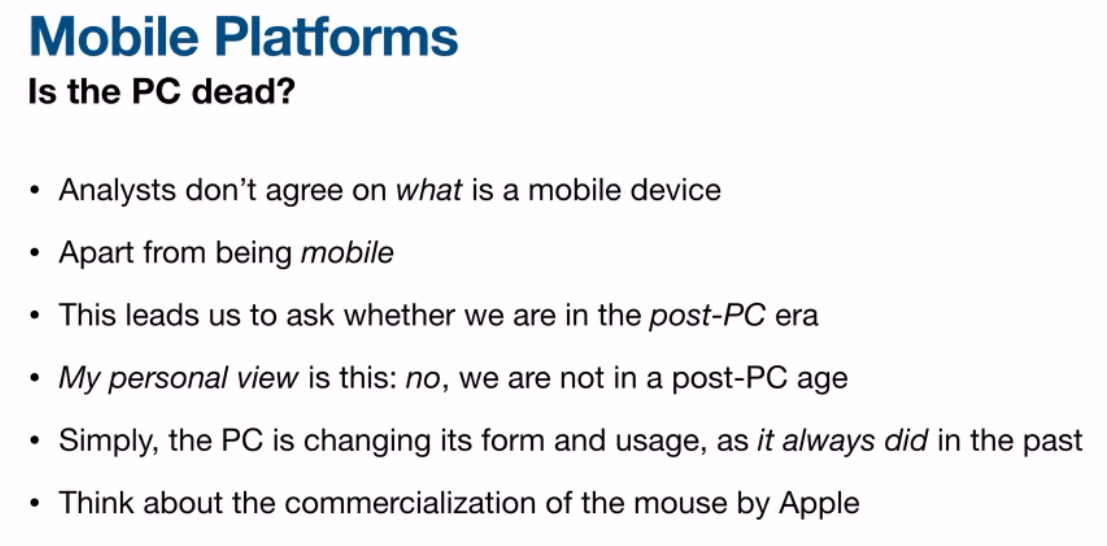 Mobile Platforms
Is the PC dead?
• Analysts don’t agree on what is a mobile device
• Apart from being mobile
• This leads us to ask whether we are in the post-PC era
• My personal view is this: no, we are not in a post-PC age
• Simply, the PC is changing its form and usage, as it always did in the past
• Think about the commercialization of the mouse by Apple